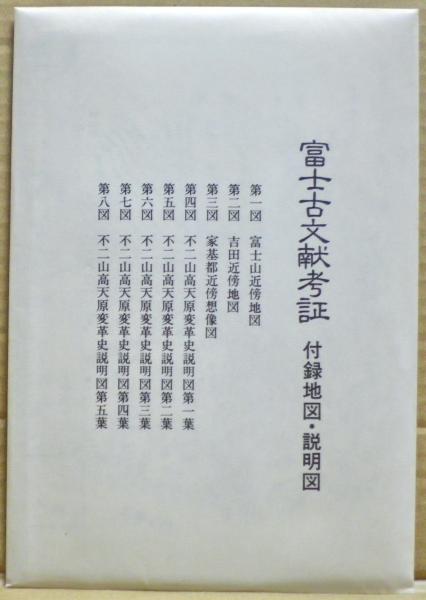 富士古文献考証 付録地図・説明図
第一図 富士山近傍地図
第二図 吉田近傍地図
第三図 家基都近傍想像図
第四図 不二山高天原変革史説明図第一葉
第五図 不二山高天原変革史説明図第二葉
第六図 不二山高天原変革史説明図第三葉
第七図 不二山高天原変革史説明図第四葉
第八図 不二山高天原変革史説明図第五葉